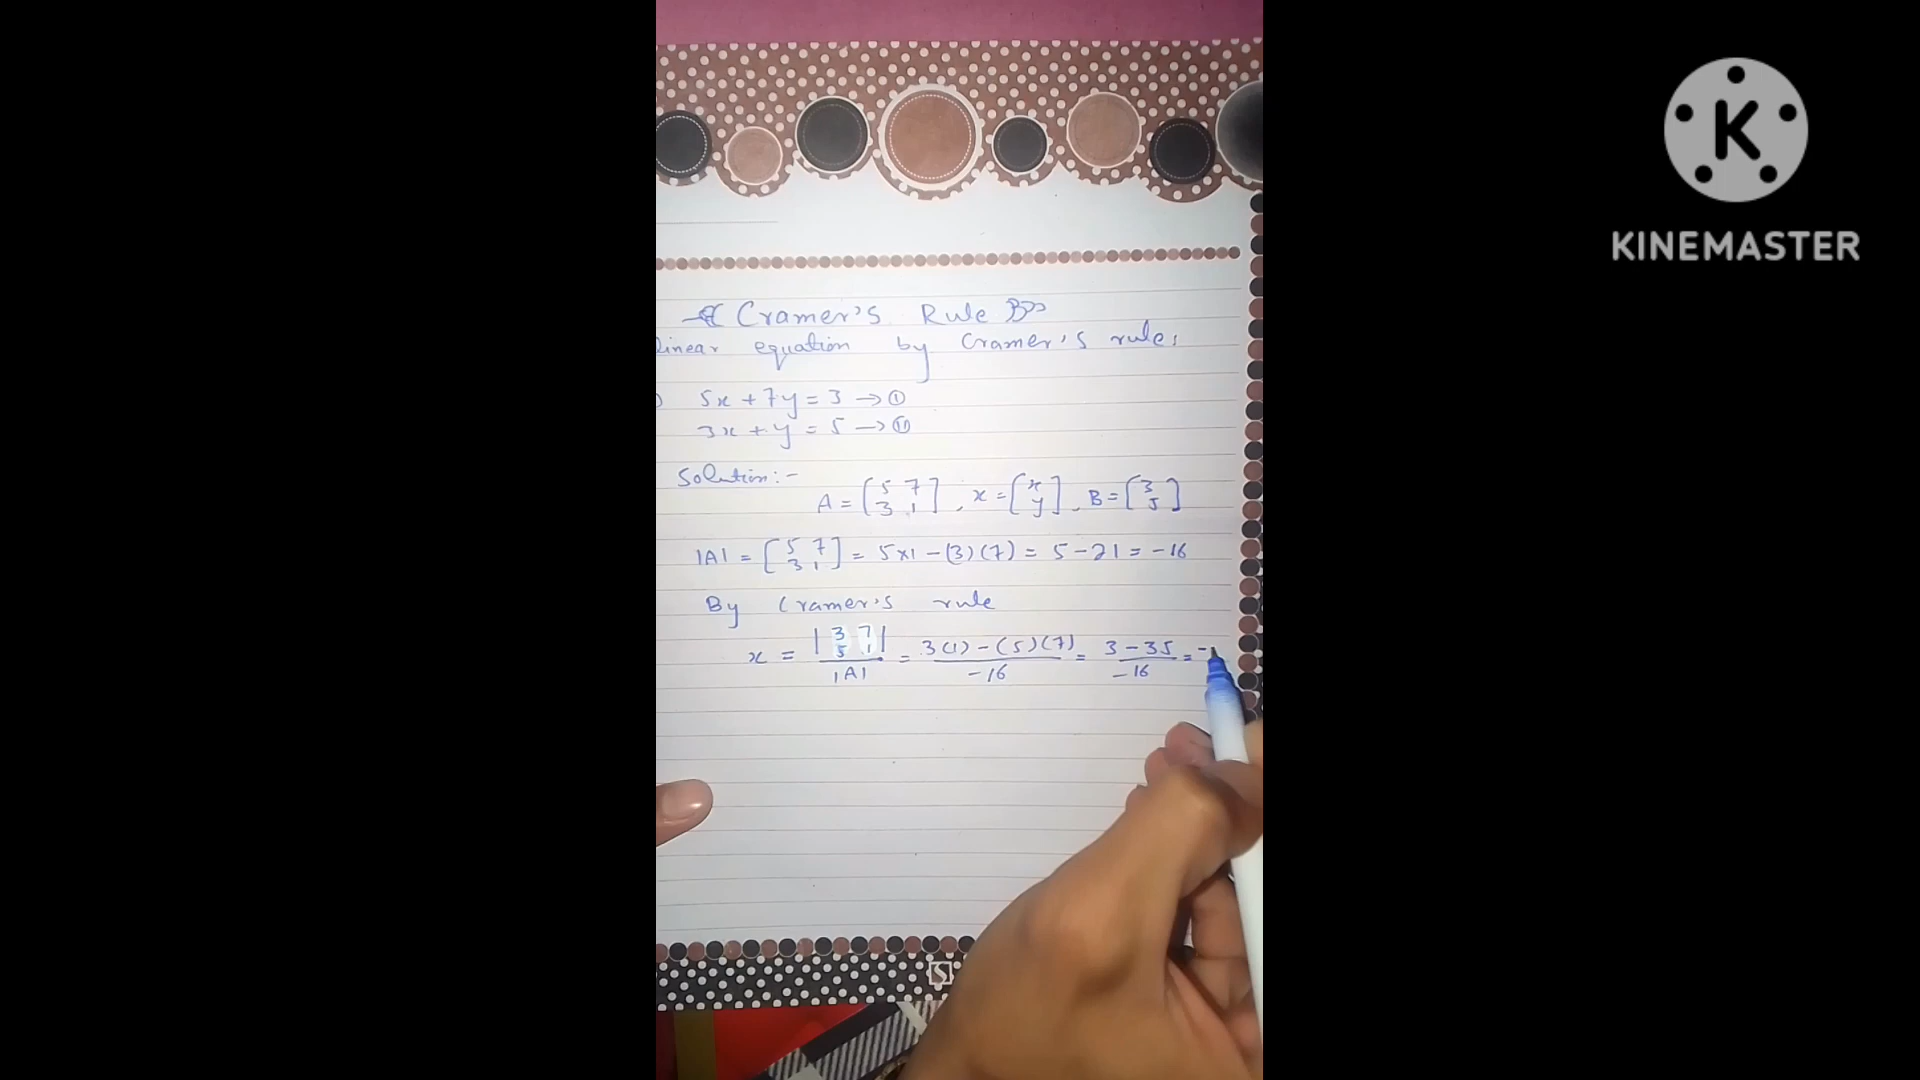 Cramer's Rule
linear equation by Cramer's rule:
5x + 7y = 3 → ①
3x + y = 5 → ⑪
Solution:-
A = [5 7 3 1], x = [x y], B = [3 5]
|A| = [5 7 3 1] = 5×1 - (3)(7) = 5 - 21 = -16
By Cramer's rule
x = |3 7 5 1| / |A| = 3(1) - (5)(7) / -16 = 3 - 35 / -16 = -
K
KINEMASTER
S